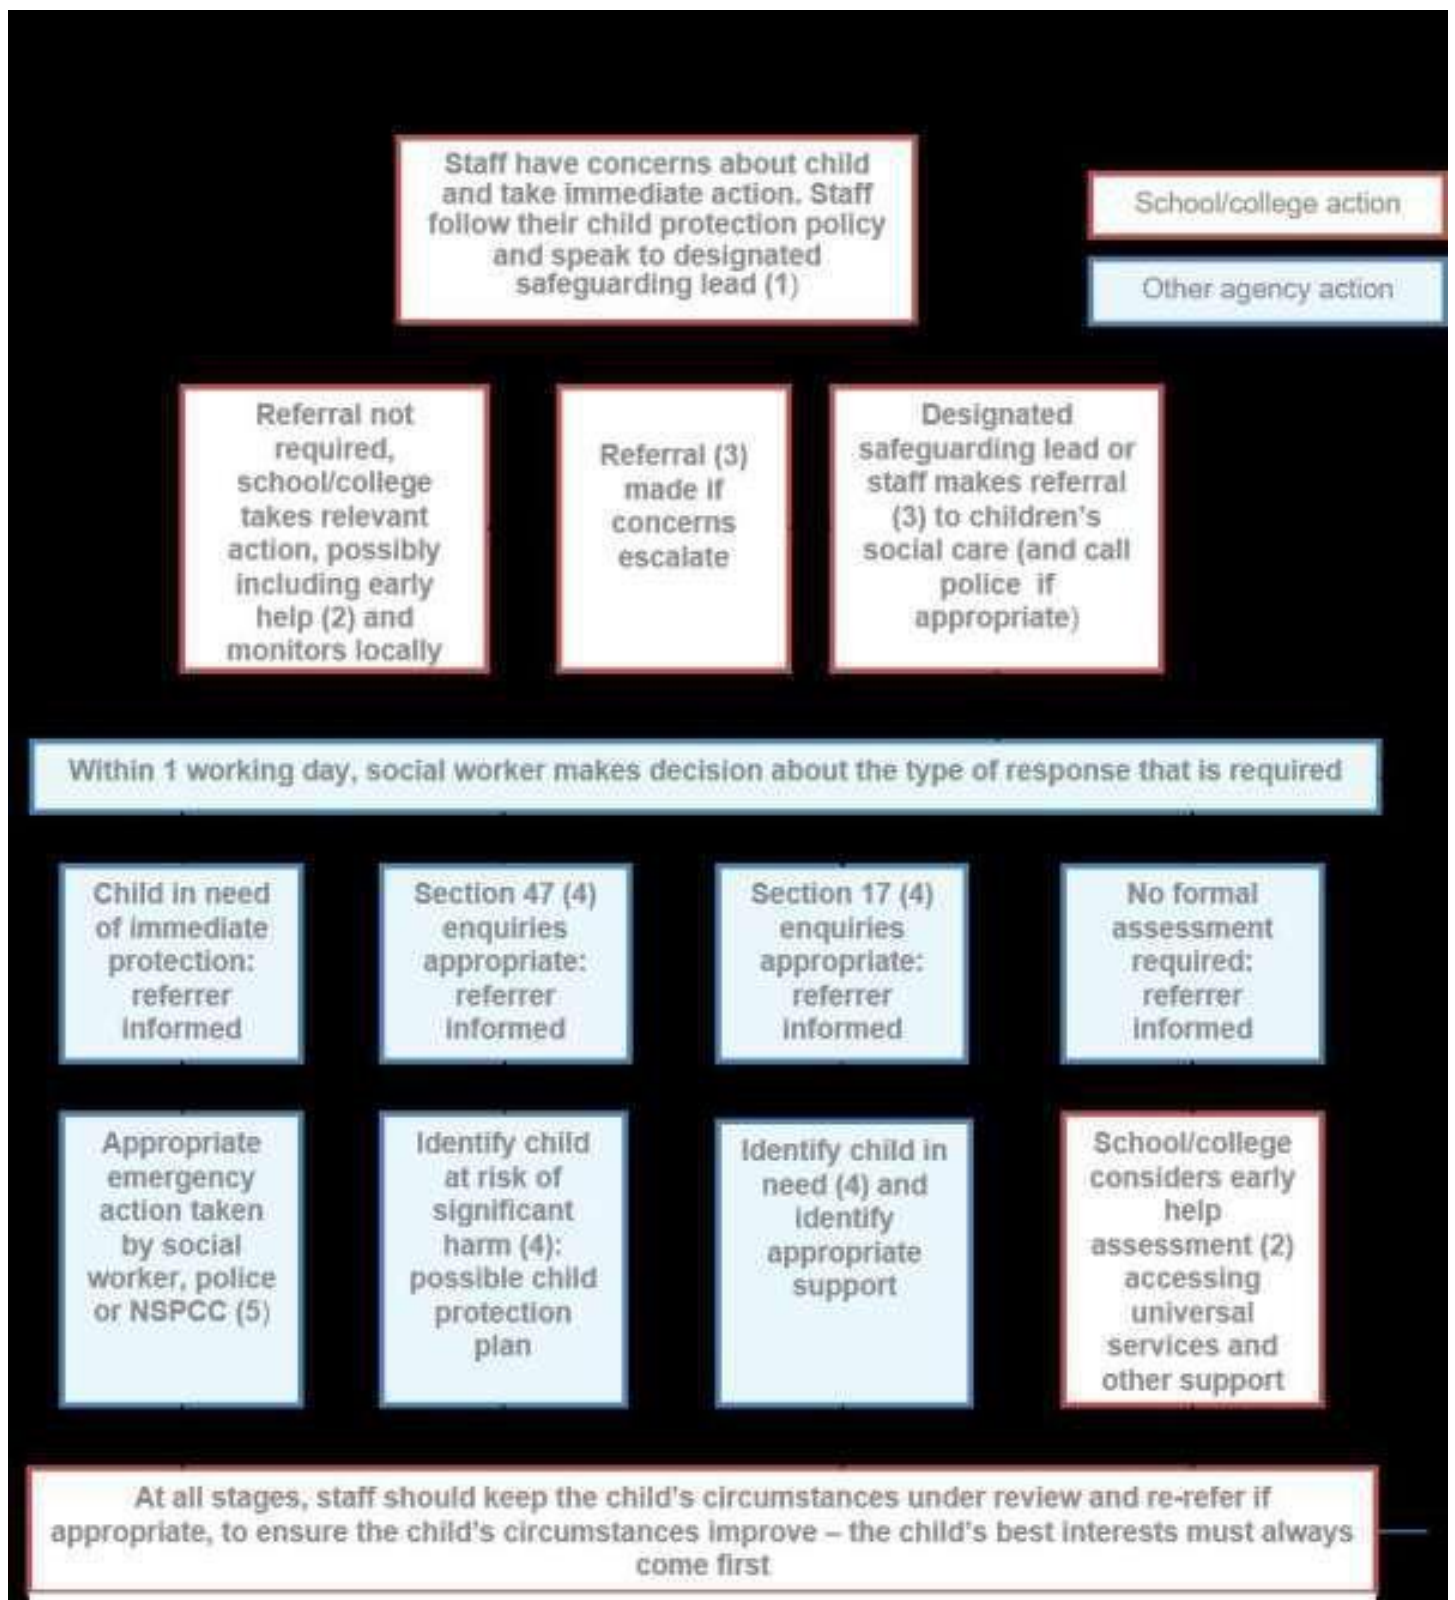 Staff have concerns about child
and take immediate action. Staff
follow their child protection policy
and speak to designated
safeguarding lead (1)
School/college action
Other agency action
Referral not
required,
school/college
takes relevant
action, possibly
including early
help (2) and
monitors locally
Referral (3)
made if
concerns
escalate
Designated
safeguarding lead or
staff makes referral
(3) to children's
social care (and call
police if
appropriate)
Within 1 working day, social worker makes decision about the type of response that is required
Child in need
of immediate
protection:
referrer
informed
Section 47 (4)
enquiries
appropriate:
referrer
informed
Section 17 (4)
enquiries
appropriate:
referrer
informed
No formal
assessment
required:
referrer
informed
Appropriate
emergency
action taken
by social
worker, police
or NSPCC (5)
Identify child
at risk of
significant
harm (4):
possible child
protection
plan
Identify child in
need (4) and
identify
appropriate
support
School/college
considers early
help
assessment (2)
accessing
universal
services and
other support
At all stages, staff should keep the child's circumstances under review and re-refer if
appropriate, to ensure the child's circumstances improve – the child's best interests must always
come first